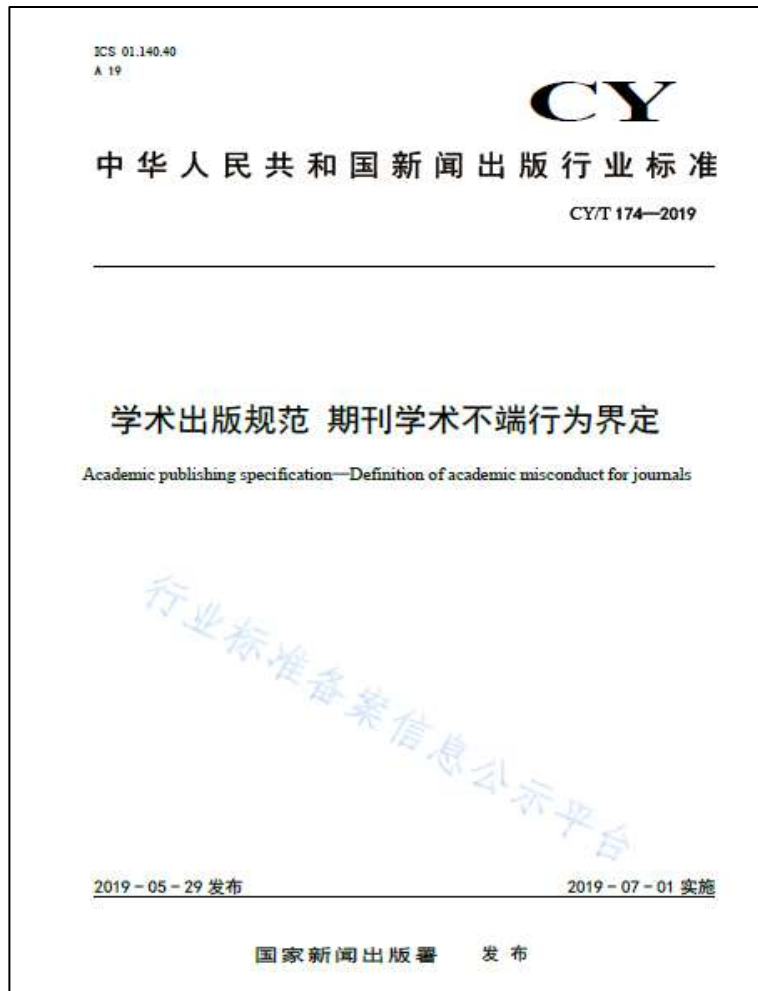 ICS 01.140.40
A 19
CY
中华人民共和国新闻出版行业标准
CY/T 174—2019
学术出版规范 期刊学术不端行为界定
Academic publishing specification—Definition of academic misconduct for journals
行业标准备案信息公示平台
2019-05-29 发布 2019-07-01 实施
国家新闻出版署 发布